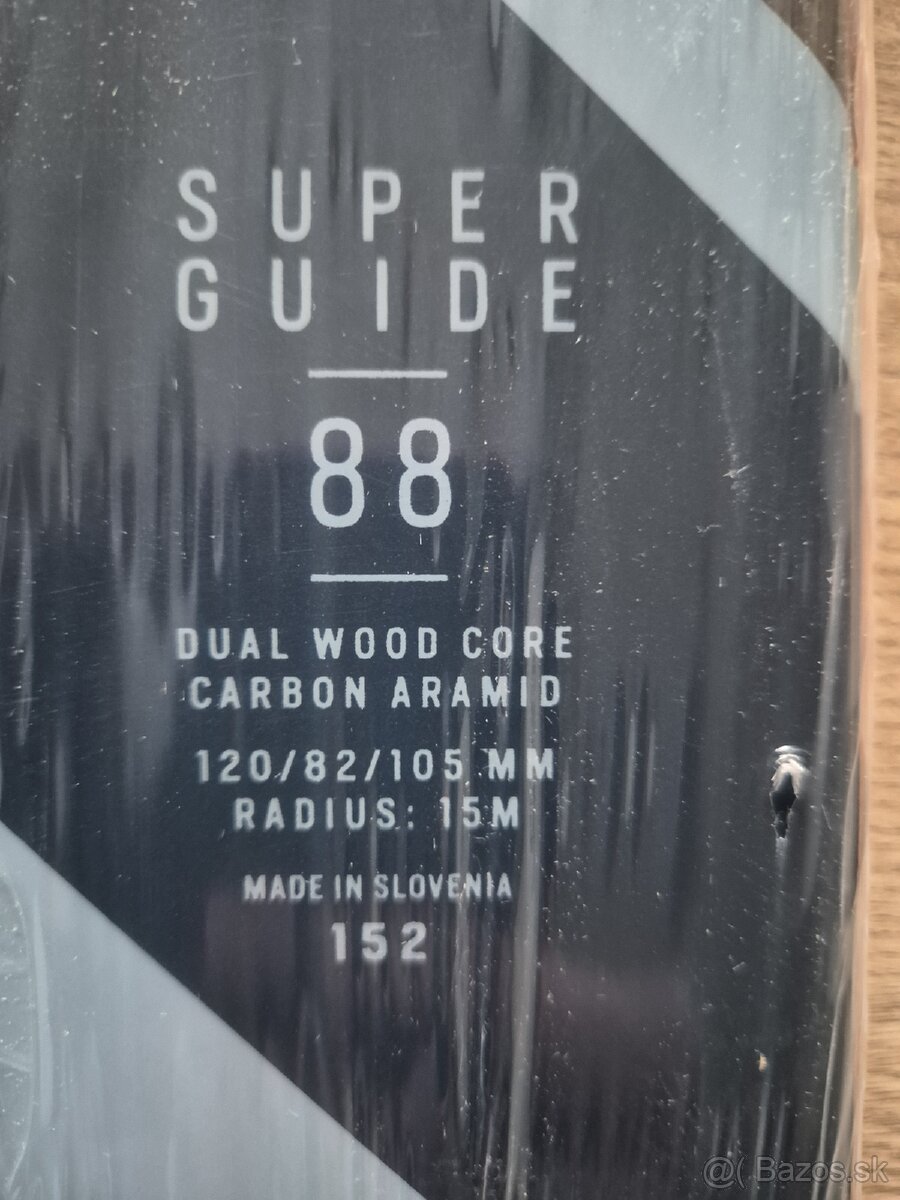 SUPER
GUIDE
88
DUAL WOOD CORE
CARBON ARAMID
120/82/105 MM
RADIUS: 15M
MADE IN SLOVENIA
152
@( Bazos.sk